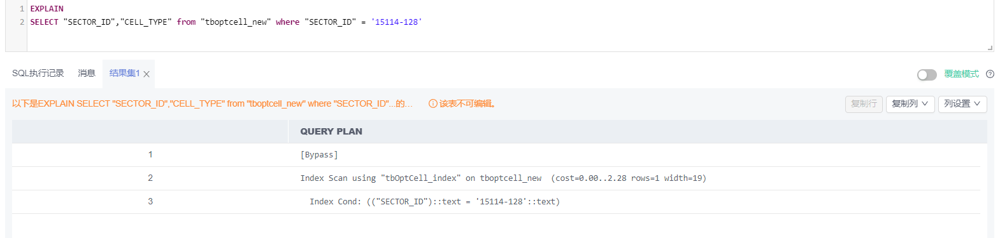 1 EXPLAIN
2 SELECT "SECTOR_ID","CELL_TYPE" from "tboptcell_new" where "SECTOR_ID" = '15114-128'
SQL执行记录 消息 结果集1 覆盖模式
以下是EXPLAIN SELECT "SECTOR_ID","CELL_TYPE" from "tboptcell_new" where "SECTOR_ID"...的... 该表不可编辑。 复制行 复制列 列设置
QUERY PLAN
1 [Bypass]
2 Index Scan using "tbOptCell_index" on tboptcell_new  (cost=0.00..2.28 rows=1 width=19)
3 Index Cond: (("SECTOR_ID")::text = '15114-128'::text)